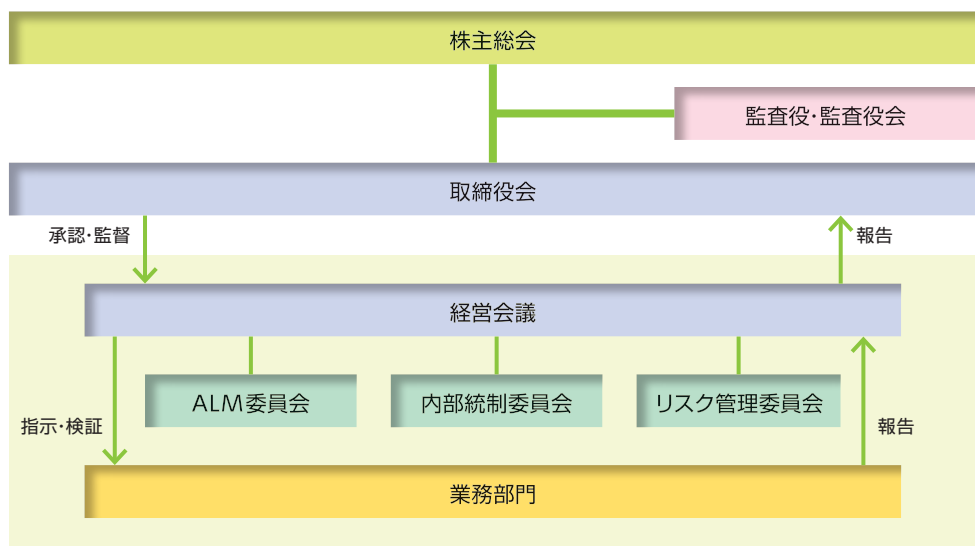 株主総会
監査役・監査役会
取締役会
承認・監督
報告
経営会議
ALM委員会
内部統制委員会
リスク管理委員会
指示・検証
報告
業務部門